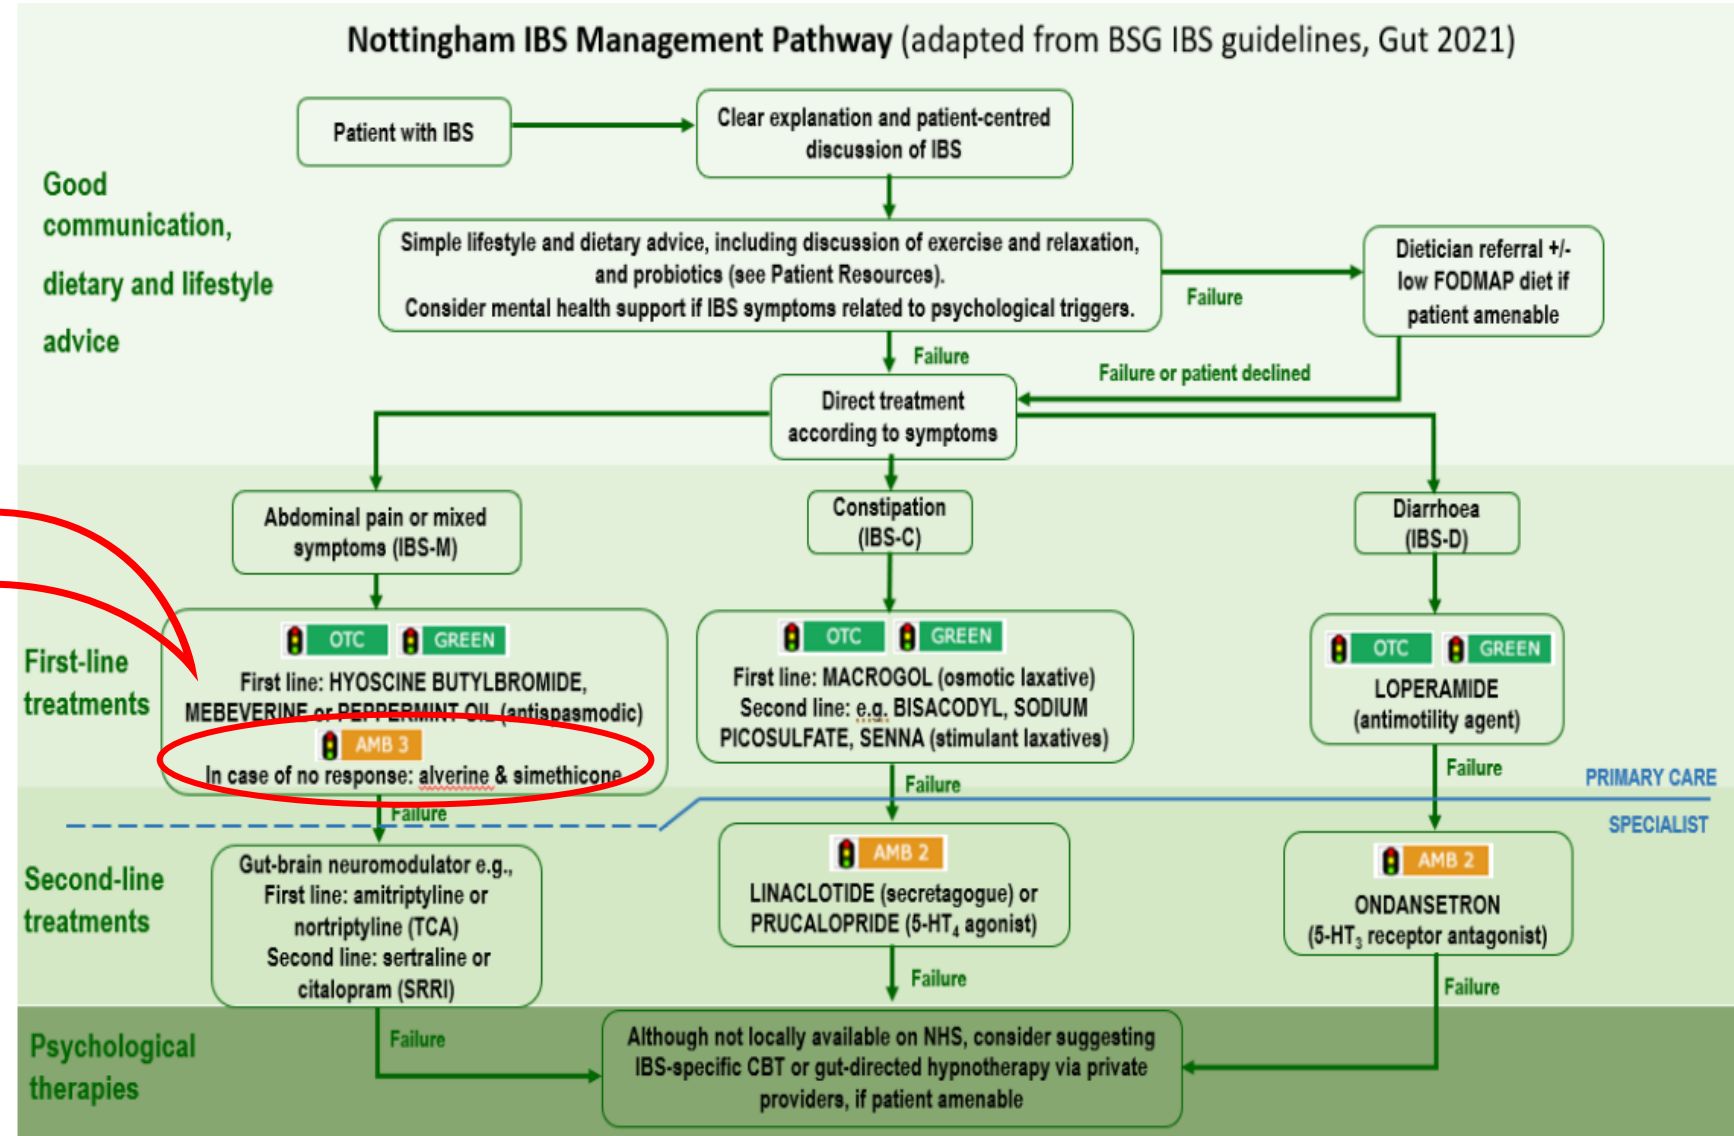 Nottingham IBS Management Pathway (adapted from BSG IBS guidelines, Gut 2021)
Patient with IBS
Clear explanation and patient-centred
discussion of IBS
Good
communication,
dietary and lifestyle
advice
Simple lifestyle and dietary advice, including discussion of exercise and relaxation,
and probiotics (see Patient Resources).
Consider mental health support if IBS symptoms related to psychological triggers.
Failure
Dietician referral +/-
low FODMAP diet if
patient amenable
Failure
Failure or patient declined
Direct treatment
according to symptoms
Abdominal pain or mixed
symptoms (IBS-M)
Constipation
(IBS-C)
Diarrhoea
(IBS-D)
First-line
treatments
OTC GREEN
First line: HYOSCINE BUTYLBROMIDE,
MEBEVERINE or PEPPERMINT OIL (antispasmodic)
AMB 3
In case of no response: alverine & simethicone
OTC GREEN
First line: MACROGOL (osmotic laxative)
Second line: e.g. BISACODYL, SODIUM
PICOSULFATE, SENNA (stimulant laxatives)
OTC GREEN
LOPERAMIDE
(antimotility agent)
Failure
Failure
Failure
PRIMARY CARE
SPECIALIST
Second-line
treatments
Gut-brain neuromodulator e.g.,
First line: amitriptyline or
nortriptyline (TCA)
Second line: sertraline or
citalopram (SRRI)
AMB 2
LINACLOTIDE (secretagogue) or
PRUCALOPRIDE (5-HT4 agonist)
AMB 2
ONDANSETRON
(5-HT3 receptor antagonist)
Failure
Failure
Failure
Psychological
therapies
Although not locally available on NHS, consider suggesting
IBS-specific CBT or gut-directed hypnotherapy via private
providers, if patient amenable